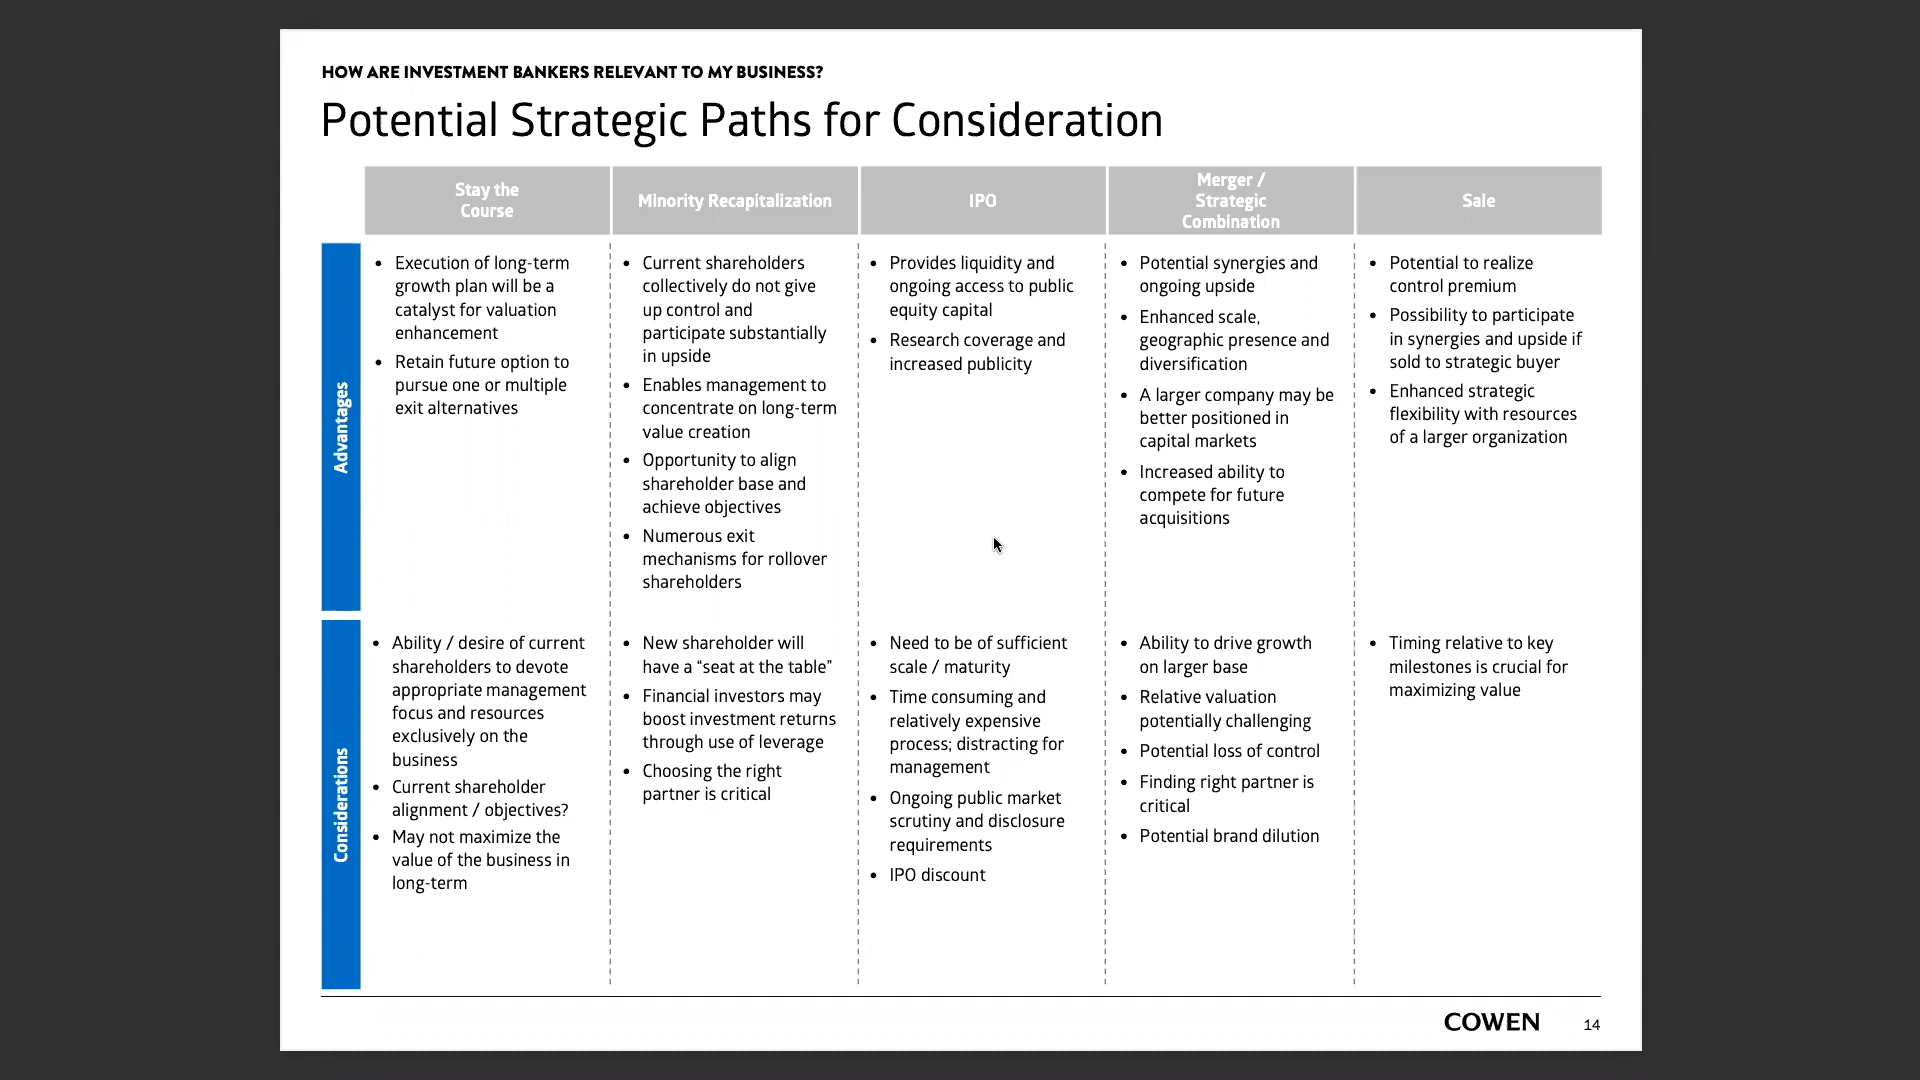 HOW ARE INVESTMENT BANKERS RELEVANT TO MY BUSINESS?
Potential Strategic Paths for Consideration
Stay the
Course
Minority Recapitalization
IPO
Merger /
Strategic
Combination
Sale
Advantages
• Execution of long-term
growth plan will be a
catalyst for valuation
enhancement
• Retain future option to
pursue one or multiple
exit alternatives
• Current shareholders
collectively do not give
up control and
participate substantially
in upside
• Enables management to
concentrate on long-term
value creation
• Opportunity to align
shareholder base and
achieve objectives
• Numerous exit
mechanisms for rollover
shareholders
• Provides liquidity and
ongoing access to public
equity capital
• Research coverage and
increased publicity
• Potential synergies and
ongoing upside
• Enhanced scale,
geographic presence and
diversification
• A larger company may be
better positioned in
capital markets
• Increased ability to
compete for future
acquisitions
• Potential to realize
control premium
• Possibility to participate
in synergies and upside if
sold to strategic buyer
• Enhanced strategic
flexibility with resources
of a larger organization
Considerations
• Ability / desire of current
shareholders to devote
appropriate management
focus and resources
exclusively on the
business
• Current shareholder
alignment / objectives?
• May not maximize the
value of the business in
long-term
• New shareholder will
have a “seat at the table”
• Financial investors may
boost investment returns
through use of leverage
• Choosing the right
partner is critical
• Need to be of sufficient
scale / maturity
• Time consuming and
relatively expensive
process; distracting for
management
• Ongoing public market
scrutiny and disclosure
requirements
• IPO discount
• Ability to drive growth
on larger base
• Relative valuation
potentially challenging
• Potential loss of control
• Finding right partner is
critical
• Potential brand dilution
• Timing relative to key
milestones is crucial for
maximizing value
COWEN
14